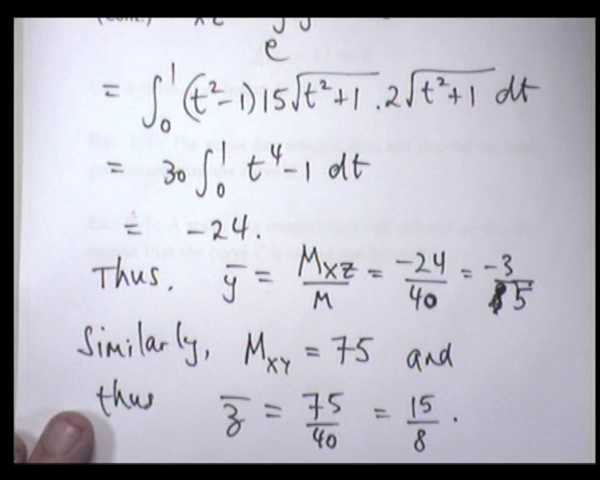 (Cont.)
e
= ∫₀¹ (t²-1) 15√(t²+1) . 2√(t²+1) dt
= 30 ∫₀¹ t⁴-1 dt
= -24.
Thus, ȳ = M_XZ/M = -24/40 = -3/5
Similarly, M_XY = 75 and
thus z̄ = 75/40 = 15/8 .